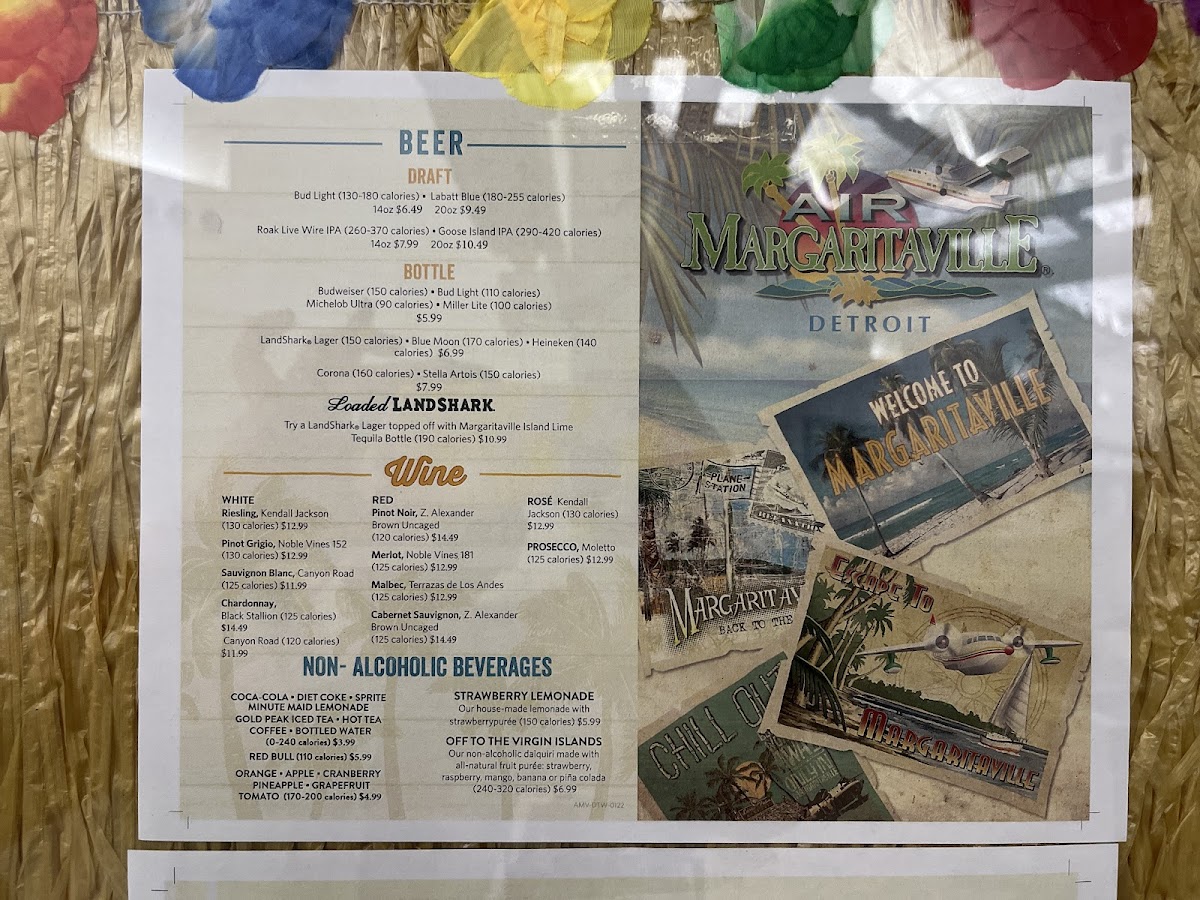 BEER
DRAFT
Bud Light (130-180 calories) • Labatt Blue (180-255 calories)
14oz $6.49 20oz $9.49
Roak Live Wire IPA (260-370 calories) • Goose Island IPA (290-420 calories)
14oz $7.99 20oz $10.49
BOTTLE
Budweiser (150 calories) • Bud Light (110 calories)
Michelob Ultra (90 calories) • Miller Lite (100 calories)
$5.99
LandShark® Lager (150 calories) • Blue Moon (170 calories) • Heineken (140
calories) $6.99
Corona (160 calories) • Stella Artois (150 calories)
$7.99
Loaded LANDSHARK
Try a LandShark® Lager topped off with Margaritaville Island Lime
Tequila Bottle (190 calories) $10.99
Wine
WHITE
Riesling, Kendall Jackson
(130 calories) $12.99
Pinot Grigio, Noble Vines 152
(130 calories) $12.99
Sauvignon Blanc, Canyon Road
(125 calories) $11.99
Chardonnay,
Black Stallion (125 calories)
$14.49
Canyon Road (120 calories)
$11.99
RED
Pinot Noir, Z. Alexander
Brown Uncaged
(120 calories) $14.49
Merlot, Noble Vines 181
(125 calories) $12.99
Malbec, Terrazas de Los Andes
(125 calories) $12.99
Cabernet Sauvignon, Z. Alexander
Brown Uncaged
(125 calories) $14.49
ROSÉ Kendall
Jackson (130 calories)
$12.99
PROSECCO, Moletto
(125 calories) $12.99
NON- ALCOHOLIC BEVERAGES
COCA-COLA • DIET COKE • SPRITE
MINUTE MAID LEMONADE
GOLD PEAK ICED TEA • HOT TEA
COFFEE • BOTTLED WATER
(0-240 calories) $3.99
RED BULL (110 calories) $5.99
ORANGE • APPLE • CRANBERRY
PINEAPPLE • GRAPEFRUIT
TOMATO (170-200 calories) $4.99
STRAWBERRY LEMONADE
Our house-made lemonade with
strawberrypurée (150 calories) $5.99
OFF TO THE VIRGIN ISLANDS
Our non-alcoholic daiquiri made with
all-natural fruit purée: strawberry,
raspberry, mango, banana or piña colada
(240-320 calories) $6.99
AMV-DTW-0122
AIR
MARGARITAVILLE®
DETROIT
WELCOME TO
MARGARITAVILLE
PLANE
STATION
MARGARITAV
BACK TO THE
ESCAPE TO
MARGARITAVILLE
CHILL OUT